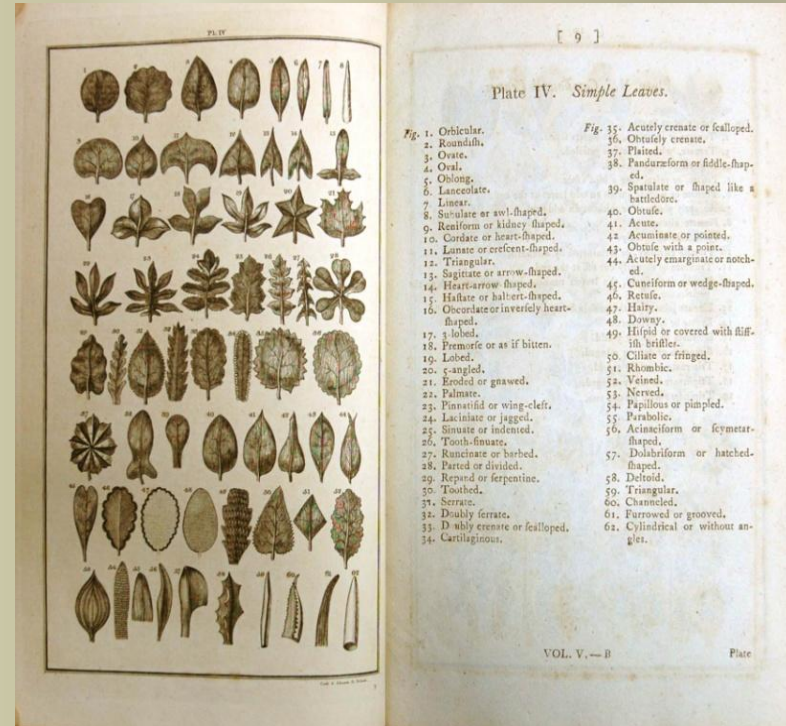 PL. IV
[ 9 ]
Plate IV. Simple Leaves.
Fig. 1. Orbicular.
2. Roundiſh.
3. Ovate.
4. Oval.
5. Oblong.
6. Lanceolate.
7. Linear.
8. Subulate or awl-ſhaped.
9. Reniform or kidney ſhaped.
10. Cordate or heart-ſhaped.
11. Lunate or creſcent-ſhaped.
12. Triangular.
13. Sagittate or arrow-ſhaped.
14. Heart-arrow ſhaped.
15. Haſtate or halbert-ſhaped.
16. Obcordate or inverſely heart-
ſhaped.
17. 3 lobed.
18. Premorſe or as if bitten.
19. Lobed.
20. 5-angled.
21. Eroded or gnawed.
22. Palmate.
23. Pinnatifid or wing-cleft.
24. Laciniate or jagged.
25. Sinuate or indented.
26. Tooth-ſinuate.
27. Runcinate or barbed.
28. Parted or divided.
29. Repand or ſerpentine.
30. Toothed.
31. Serrate.
32. Doubly ſerrate.
33. Doubly crenate or ſcalloped.
34. Cartilaginous.
Fig. 35. Acutely crenate or ſcalloped.
36. Obtuſely crenate.
37. Plaited.
38. Panduræform or fiddle-ſhap-
ed.
39. Spatulate or ſhaped like a
battledore.
40. Obtuſe.
41. Acute.
42 Acuminate or pointed.
43. Obtuſe with a point.
44. Acutely emarginate or notch-
ed.
45. Cuneiform or wedge-ſhaped.
46. Retuſe.
47. Hairy.
48. Downy.
49. Hiſpid or covered with ſtiff-
iſh briſtles.
50. Ciliate or fringed.
51. Rhombic.
52. Veined.
53. Nerved.
54. Papillous or pimpled.
55. Parabolic.
56. Acinaciform or ſcymetar-
ſhaped.
57. Dolabriform or hatched-
ſhaped.
58. Deltoid.
59. Triangular.
60. Channeled.
61. Furrowed or grooved.
62. Cylindrical or without an-
gles.
VOL. V.—B
Plate